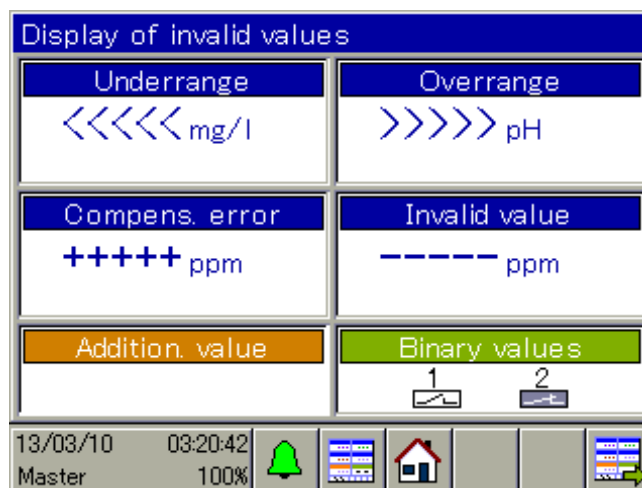 Display of invalid values
Underrange
<<<<< mg/l
Overrange
>>>>> pH
Compens. error
+++++ ppm
Invalid value
----- ppm
Addition. value
Binary values
1 2
13/03/10 03:20:42
Master 100%